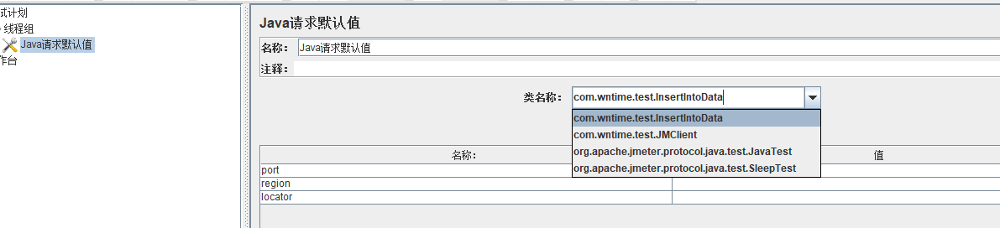 试计划
线程组
Java请求默认值
作台
Java请求默认值
名称： Java请求默认值
注释：
类名称： com.wntime.test.InsertIntoData
com.wntime.test.InsertIntoData
com.wntime.test.JMClient
org.apache.jmeter.protocol.java.test.JavaTest
org.apache.jmeter.protocol.java.test.SleepTest
名称： 值
port
region
locator